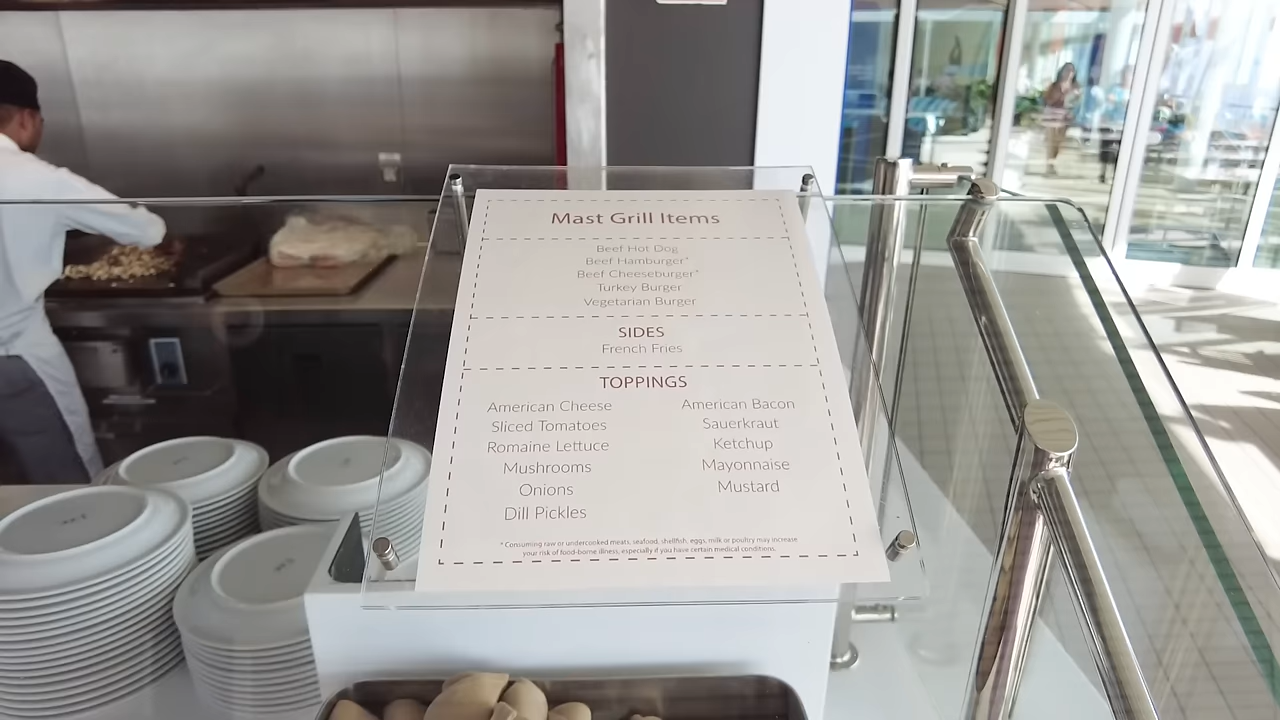 Mast Grill Items
Beef Hot Dog
Beef Hamburger*
Beef Cheeseburger*
Turkey Burger
Vegetarian Burger
SIDES
French Fries
TOPPINGS
American Cheese
Sliced Tomatoes
Romaine Lettuce
Mushrooms
Onions
Dill Pickles
American Bacon
Sauerkraut
Ketchup
Mayonnaise
Mustard
* Consuming raw or undercooked meats, seafood, shellfish, eggs, milk or poultry may increase
your risk of food-borne illness, especially if you have certain medical conditions.